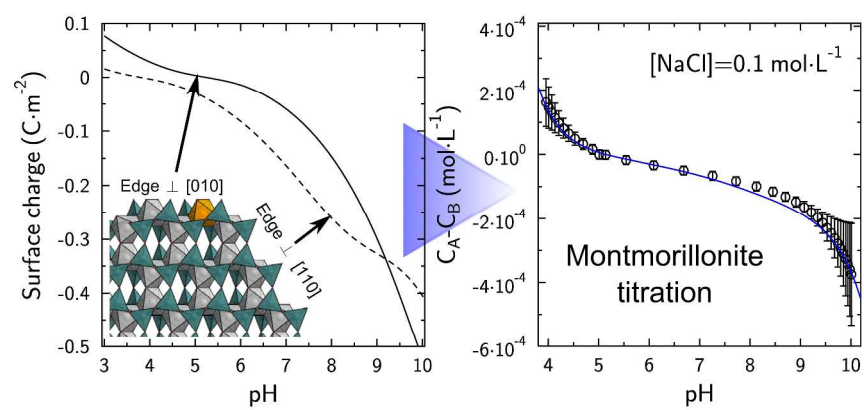 0.1
0
-0.1
-0.2
-0.3
-0.4
-0.5
Surface charge (C·m⁻²)
Edge ⊥ [010]
Edge ⊥ [110]
3 4 5 6 7 8 9 10
pH
4·10⁻⁴
2·10⁻⁴
0·10⁰
-2·10⁻⁴
-4·10⁻⁴
-6·10⁻⁴
C_A-C_B (mol·L⁻¹)
[NaCl]=0.1 mol·L⁻¹
Montmorillonite
titration
4 5 6 7 8 9 10
pH